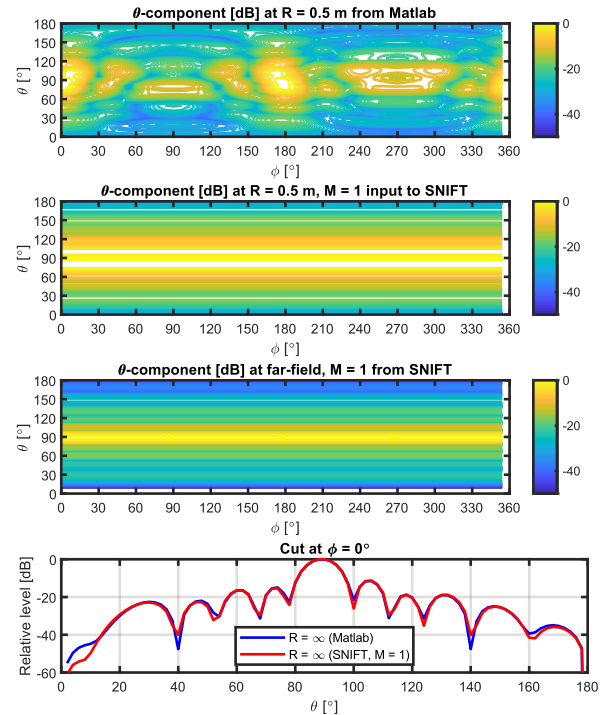 θ-component [dB] at R = 0.5 m from Matlab
180
150
120
90
60
30
0
θ [°]
0 30 60 90 120 150 180 210 240 270 300 330 360
ϕ [°]
0
-20
-40
θ-component [dB] at R = 0.5 m, M = 1 input to SNIFT
180
150
120
90
60
30
0
θ [°]
0 30 60 90 120 150 180 210 240 270 300 330 360
ϕ [°]
0
-20
-40
θ-component [dB] at far-field, M = 1 from SNIFT
180
150
120
90
60
30
0
θ [°]
0 30 60 90 120 150 180 210 240 270 300 330 360
ϕ [°]
0
-20
-40
Cut at ϕ = 0°
0
-20
-40
-60
Relative level [dB]
R = ∞ (Matlab)
R = ∞ (SNIFT, M = 1)
0 20 40 60 80 100 120 140 160 180
θ [°]